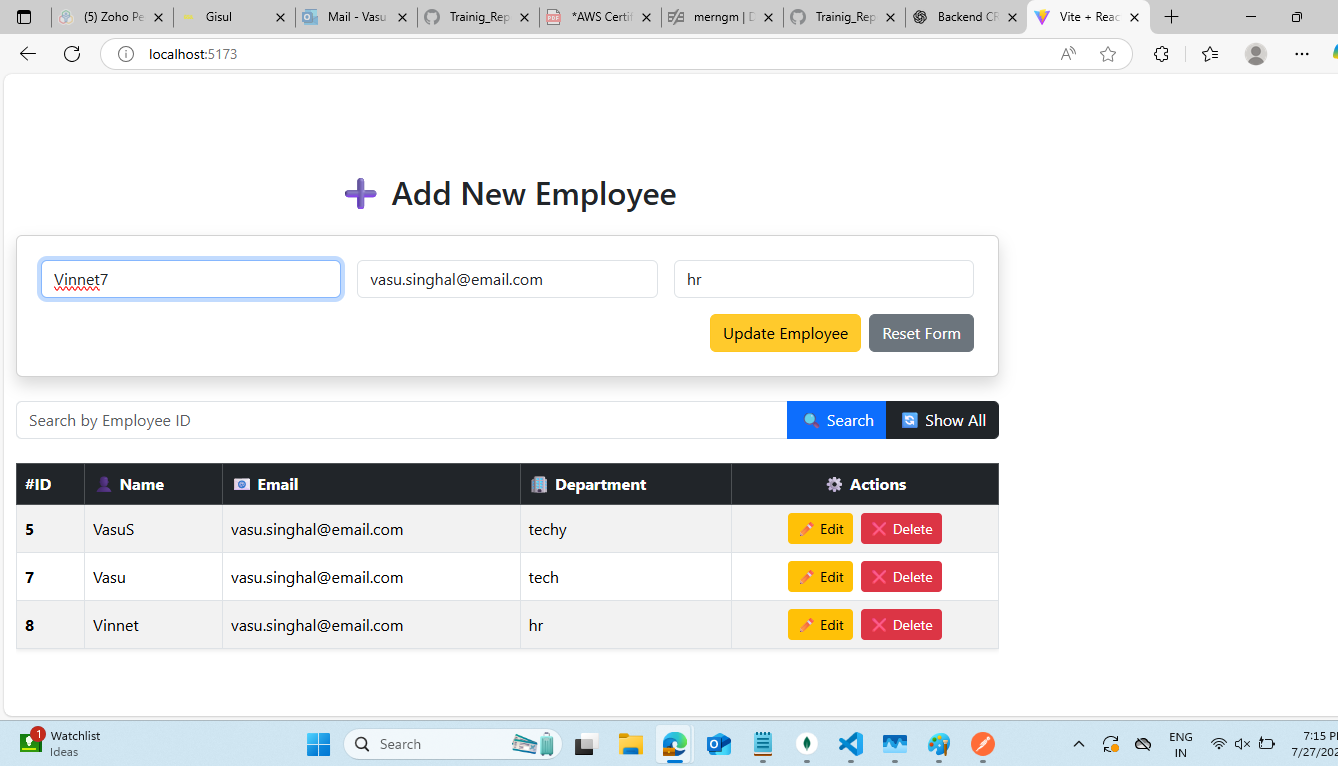 (5) Zoho Pe
Gisul
Mail - Vasu
Trainig_Rep
*AWS Certif
merngm | D
Trainig_Rep
Backend CR
Vite + Reac
localhost:5173
Add New Employee
Vinnet7 vasu.singhal@email.com hr
Update Employee Reset Form
Search by Employee ID Search Show All
#ID Name Email Department Actions
5 VasuS vasu.singhal@email.com techy Edit Delete
7 Vasu vasu.singhal@email.com tech Edit Delete
8 Vinnet vasu.singhal@email.com hr Edit Delete
1 Watchlist
Ideas
Search
ENG
IN
7:15 P
7/27/202